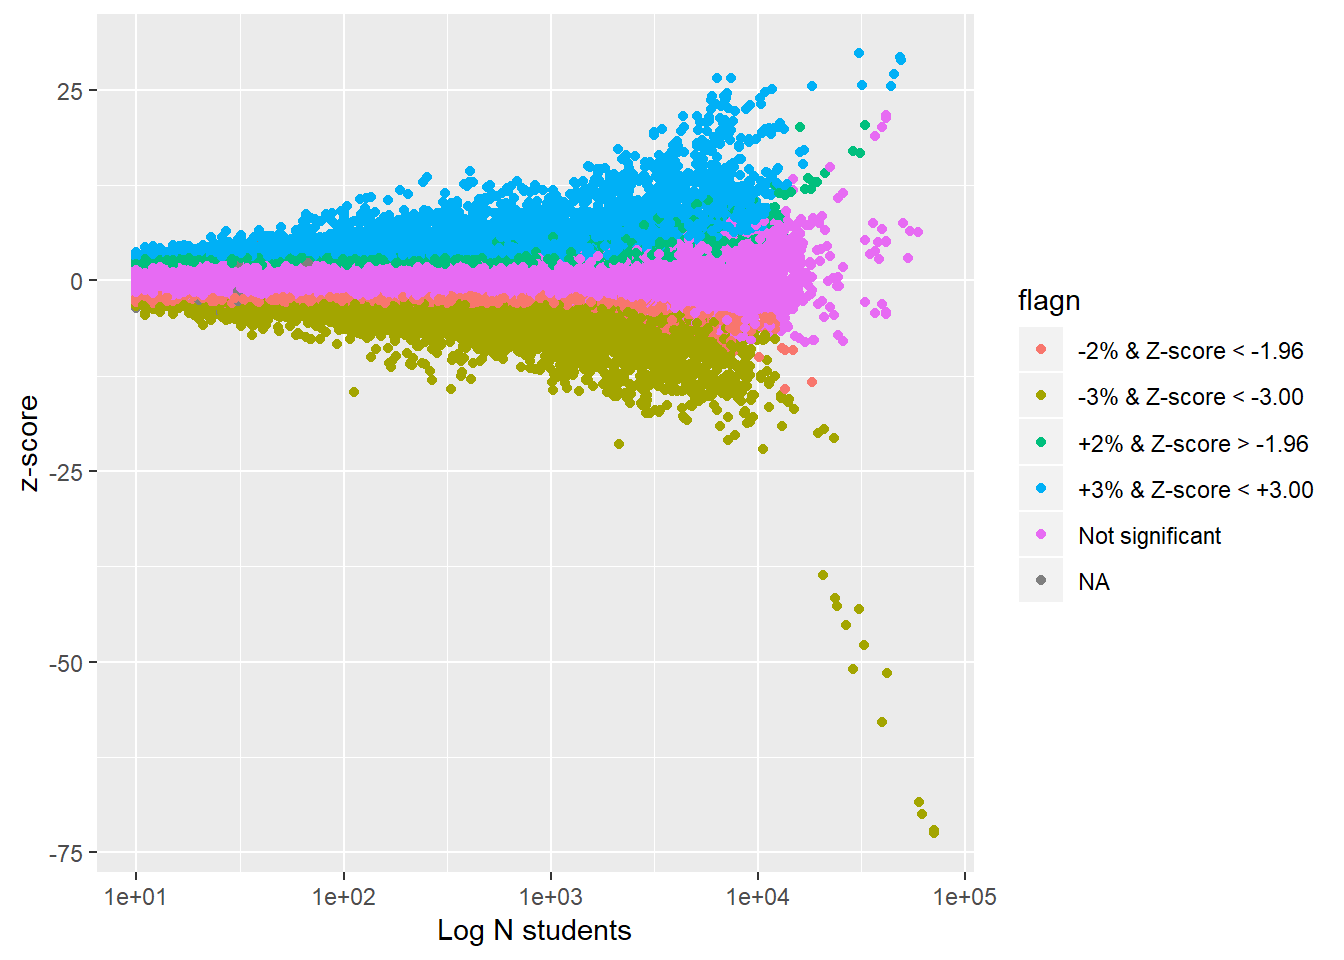 25
0
-25
-50
-75
z-score
1e+01
1e+02
1e+03
1e+04
1e+05
Log N students
flagn
-2% & Z-score < -1.96
-3% & Z-score < -3.00
+2% & Z-score > -1.96
+3% & Z-score < +3.00
Not significant
NA